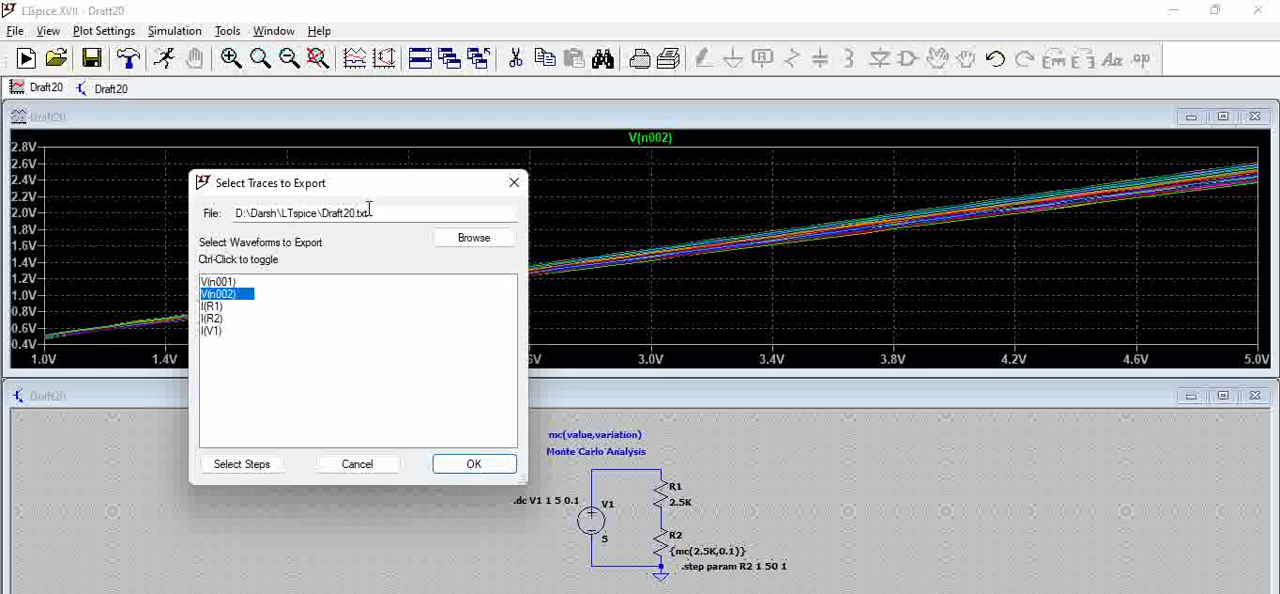 LTspice XVII - Draft20
File View Plot Settings Simulation Tools Window Help
Draft20 Draft20
Draft20
V(n002)
2.8V
2.6V
2.4V
2.2V
2.0V
1.8V
1.6V
1.4V
1.2V
1.0V
0.8V
0.6V
0.4V
1.0V 1.4V 6V 3.0V 3.4V 3.8V 4.2V 4.6V 5.0V
Select Traces to Export
File: D:\Darsh\LTspice\Draft20.txt
Browse
Select Waveforms to Export
Ctrl-Click to toggle
V(n001)
V(n002)
I(R1)
I(R2)
I(V1)
Select Steps Cancel OK
Draft20
mc(value,variation)
Monte Carlo Analysis
R1
2.5K
.dc V1 1 5 0.1
V1
5
R2
{mc(2.5K,0.1)}
.step param R2 1 50 1